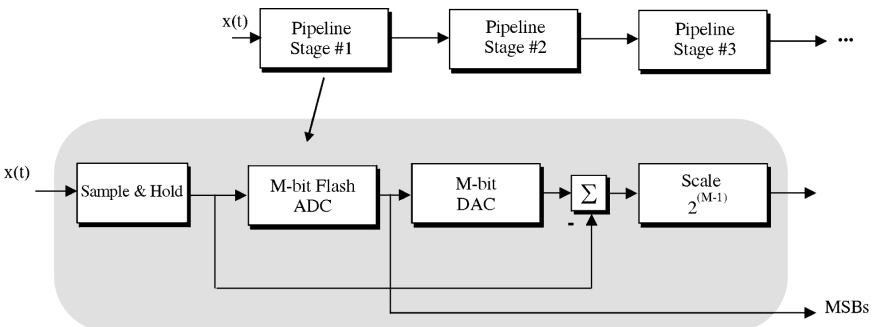 x(t)
Pipeline
Stage #1
Pipeline
Stage #2
Pipeline
Stage #3
...
x(t)
Sample & Hold
M-bit Flash
ADC
M-bit
DAC
Σ
-
Scale
2^(M-1)
MSBs